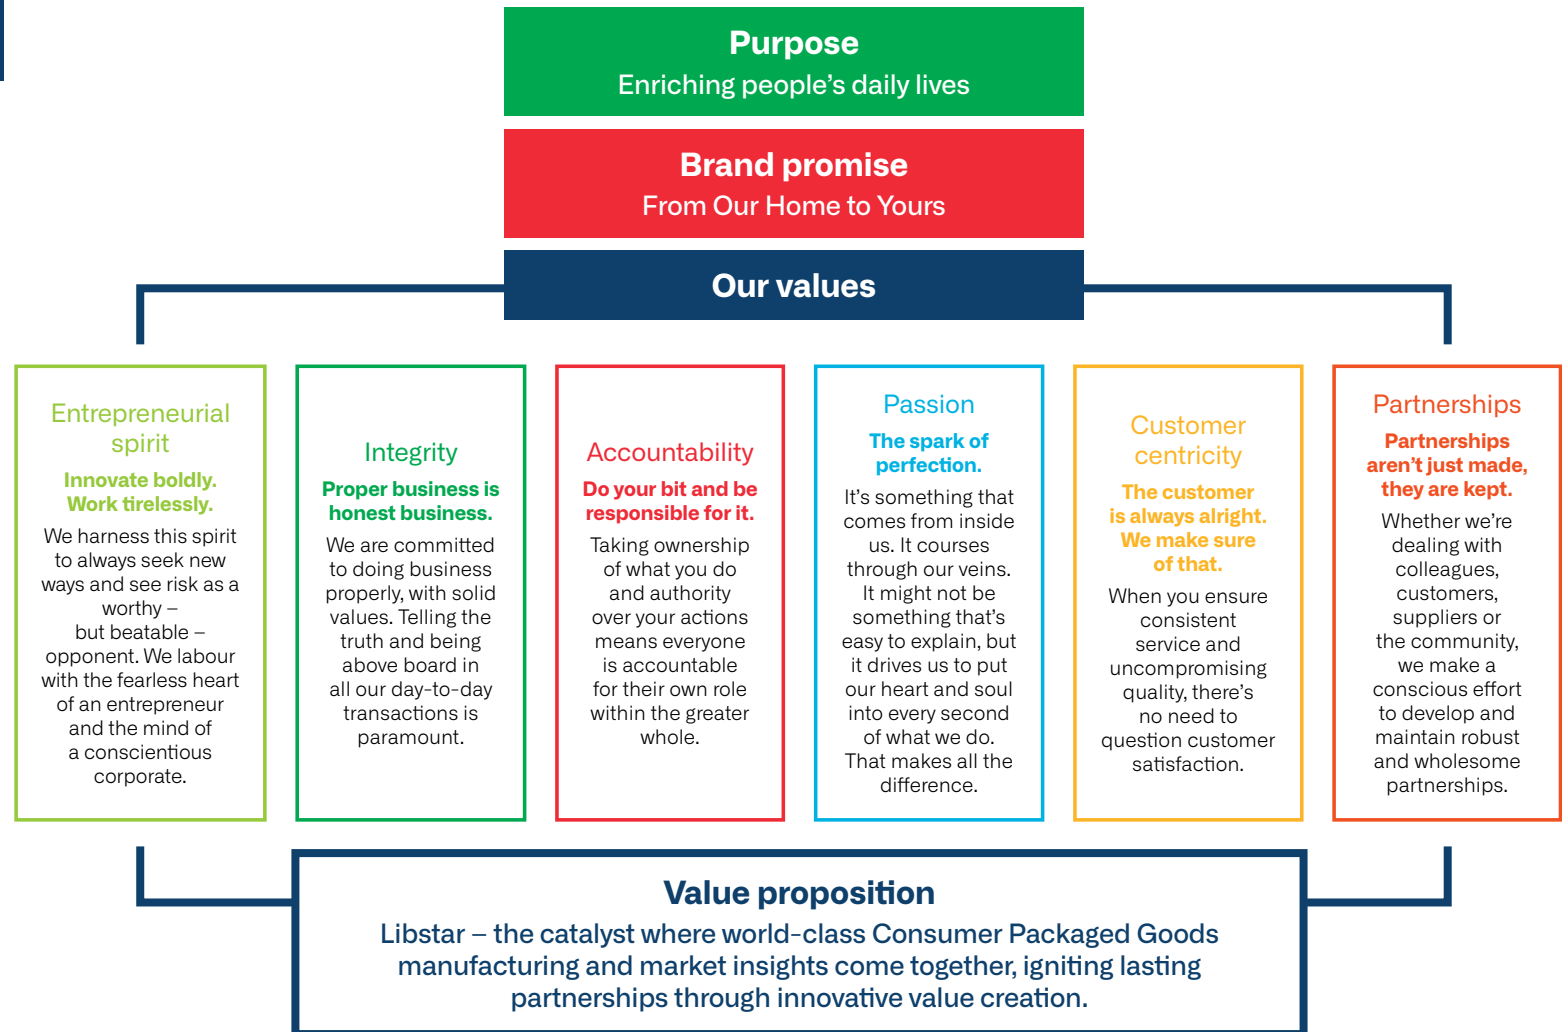 Purpose
Enriching people's daily lives
Brand promise
From Our Home to Yours
Our values
Entrepreneurial
spirit
Innovate boldly.
Work tirelessly.
We harness this spirit
to always seek new
ways and see risk as a
worthy –
but beatable –
opponent. We labour
with the fearless heart
of an entrepreneur
and the mind of
a conscientious
corporate.
Integrity
Proper business is
honest business.
We are committed
to doing business
properly, with solid
values. Telling the
truth and being
above board in
all our day-to-day
transactions is
paramount.
Accountability
Do your bit and be
responsible for it.
Taking ownership
of what you do
and authority
over your actions
means everyone
is accountable
for their own role
within the greater
whole.
Passion
The spark of
perfection.
It's something that
comes from inside
us. It courses
through our veins.
It might not be
something that's
easy to explain, but
it drives us to put
our heart and soul
into every second
of what we do.
That makes all the
difference.
Customer
centricity
The customer
is always alright.
We make sure
of that.
When you ensure
consistent
service and
uncompromising
quality, there's
no need to
question customer
satisfaction.
Partnerships
Partnerships
aren't just made,
they are kept.
Whether we're
dealing with
colleagues,
customers,
suppliers or
the community,
we make a
conscious effort
to develop and
maintain robust
and wholesome
partnerships.
Value proposition
Libstar – the catalyst where world-class Consumer Packaged Goods
manufacturing and market insights come together, igniting lasting
partnerships through innovative value creation.